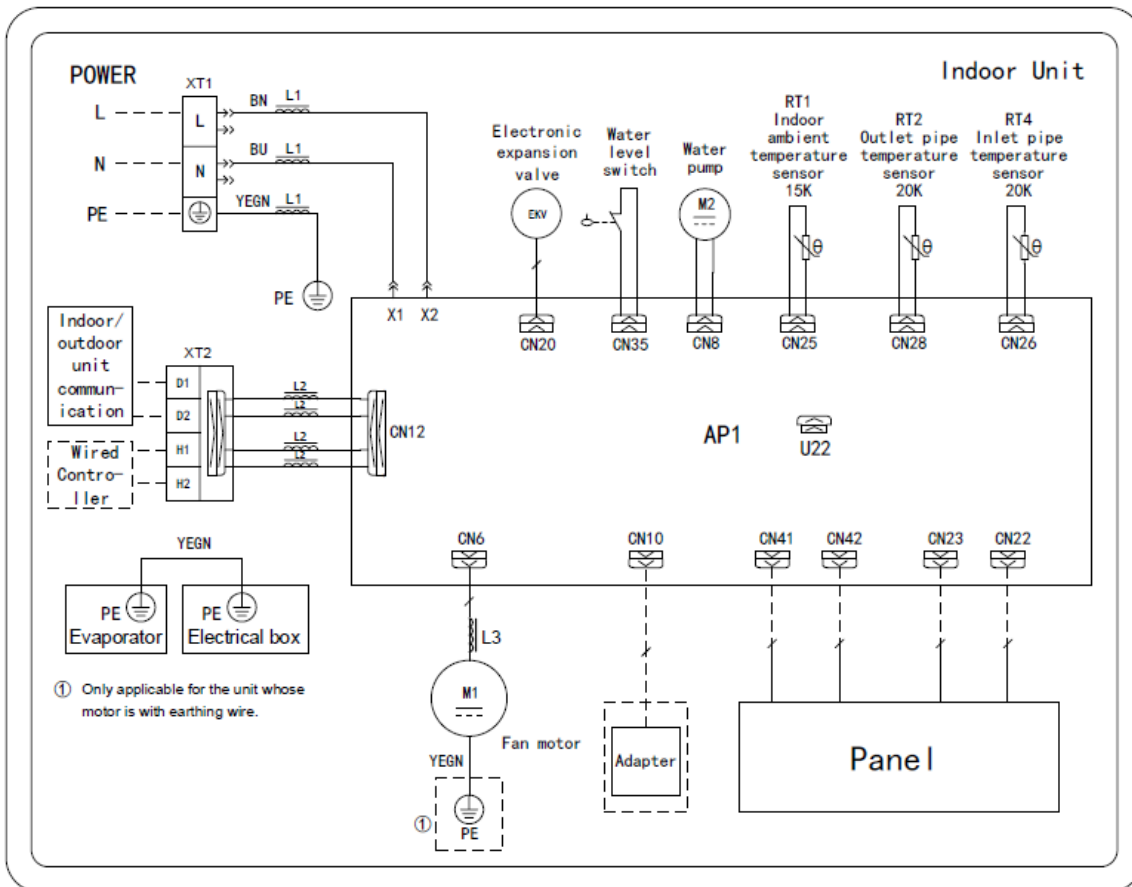 POWER
Indoor Unit
XT1
L
L
BN
L1
N
N
BU
L1
PE
YEGN
L1
PE
X1
X2
Electronic
expansion
valve
EKV
CN20
Water
level
switch
CN35
Water
pump
M2
CN8
RT1
Indoor
ambient
temperature
sensor
15K
θ
CN25
RT2
Outlet pipe
temperature
sensor
20K
θ
CN28
RT4
Inlet pipe
temperature
sensor
20K
θ
CN26
Indoor/
outdoor
unit
commun-
ication
Wired
Contro-
ller
XT2
D1
D2
H1
H2
L2
L2
L2
L2
CN12
AP1
U22
CN6
CN10
CN41
CN42
CN23
CN22
YEGN
PE
Evaporator
PE
Electrical box
① Only applicable for the unit whose
motor is with earthing wire.
L3
M1
Fan motor
YEGN
①
PE
Adapter
Panel